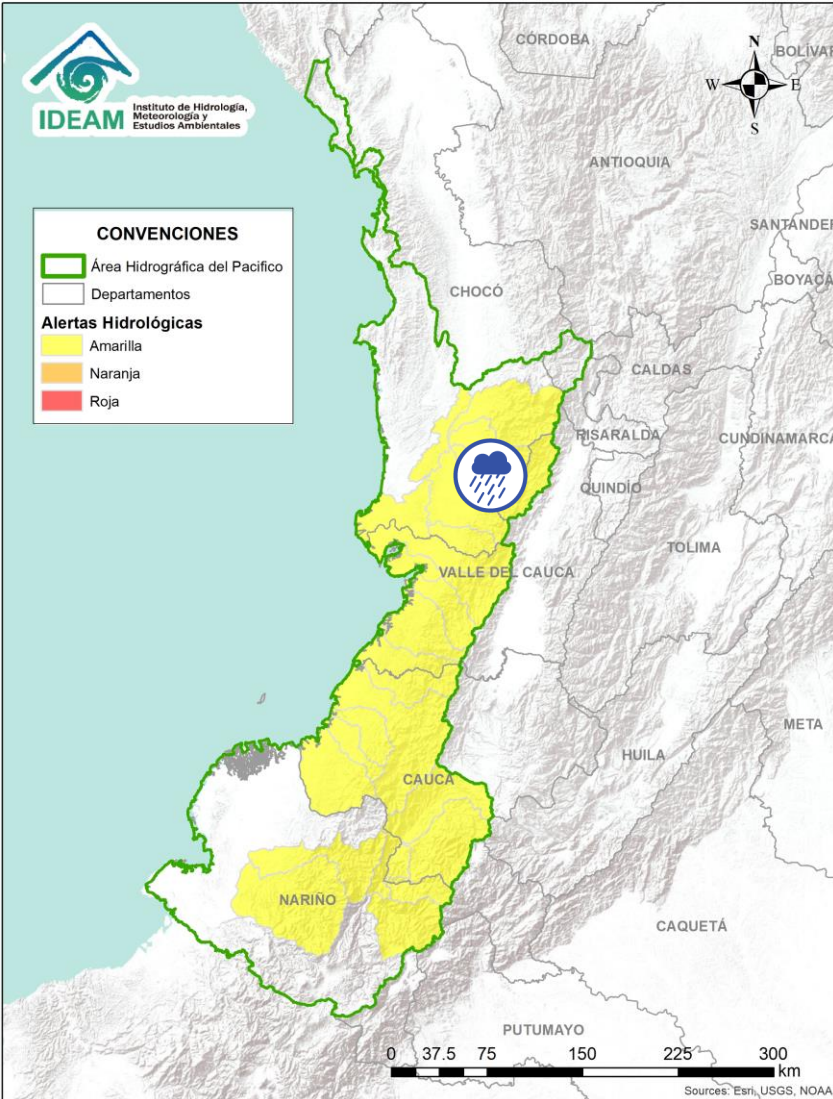 IDEAM
Instituto de Hidrología,
Meteorología y
Estudios Ambientales
N
W
E
S
CONVENCIONES
Área Hidrográfica del Pacifico
Departamentos
Alertas Hidrológicas
Amarilla
Naranja
Roja
CÓRDOBA
BOLÍVAR
ANTIOQUIA
SANTANDER
BOYACÁ
CHOCÓ
CALDAS
RISARALDA
CUNDINAMARCA
QUINDÍO
TOLIMA
VALLE DEL CAUCA
META
HUILA
CAUCA
NARIÑO
CAQUETÁ
PUTUMAYO
0 37.5 75 150 225 300
km
Sources: Esri, USGS, NOAA